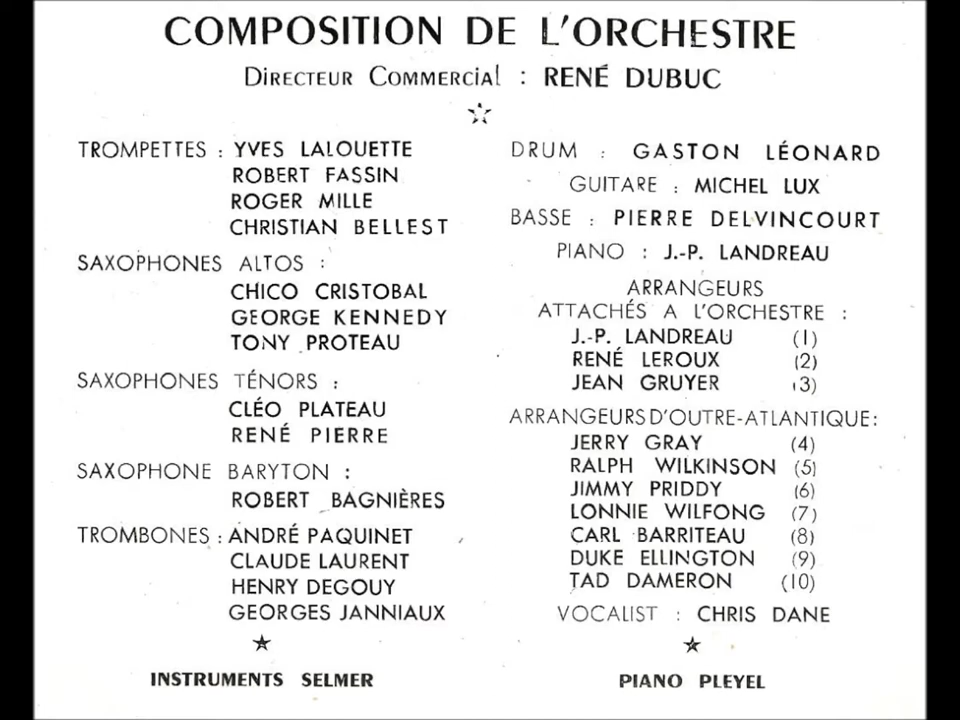 COMPOSITION DE L'ORCHESTRE
DIRECTEUR COMMERCIAL : RENÉ DUBUC
TROMPETTES : YVES LALOUETTE
ROBERT FASSIN
ROGER MILLE
CHRISTIAN BELLEST
SAXOPHONES ALTOS :
CHICO CRISTOBAL
GEORGE KENNEDY
TONY PROTEAU
SAXOPHONES TÉNORS :
CLÉO PLATEAU
RENÉ PIERRE
SAXOPHONE BARYTON :
ROBERT BAGNIÈRES
TROMBONES : ANDRÉ PAQUINET
CLAUDE LAURENT
HENRY DEGOUY
GEORGES JANNIAUX
INSTRUMENTS SELMER
DRUM : GASTON LÉONARD
GUITARE : MICHEL LUX
BASSE : PIERRE DELVINCOURT
PIANO : J.-P. LANDREAU
ARRANGEURS
ATTACHÉS A L'ORCHESTRE :
J.-P. LANDREAU (1)
RENÉ LEROUX (2)
JEAN GRUYER (3)
ARRANGEURS D'OUTRE-ATLANTIQUE :
JERRY GRAY (4)
RALPH WILKINSON (5)
JIMMY PRIDDY (6)
LONNIE WILFONG (7)
CARL BARRITEAU (8)
DUKE ELLINGTON (9)
TAD DAMERON (10)
VOCALIST : CHRIS DANE
PIANO PLEYEL